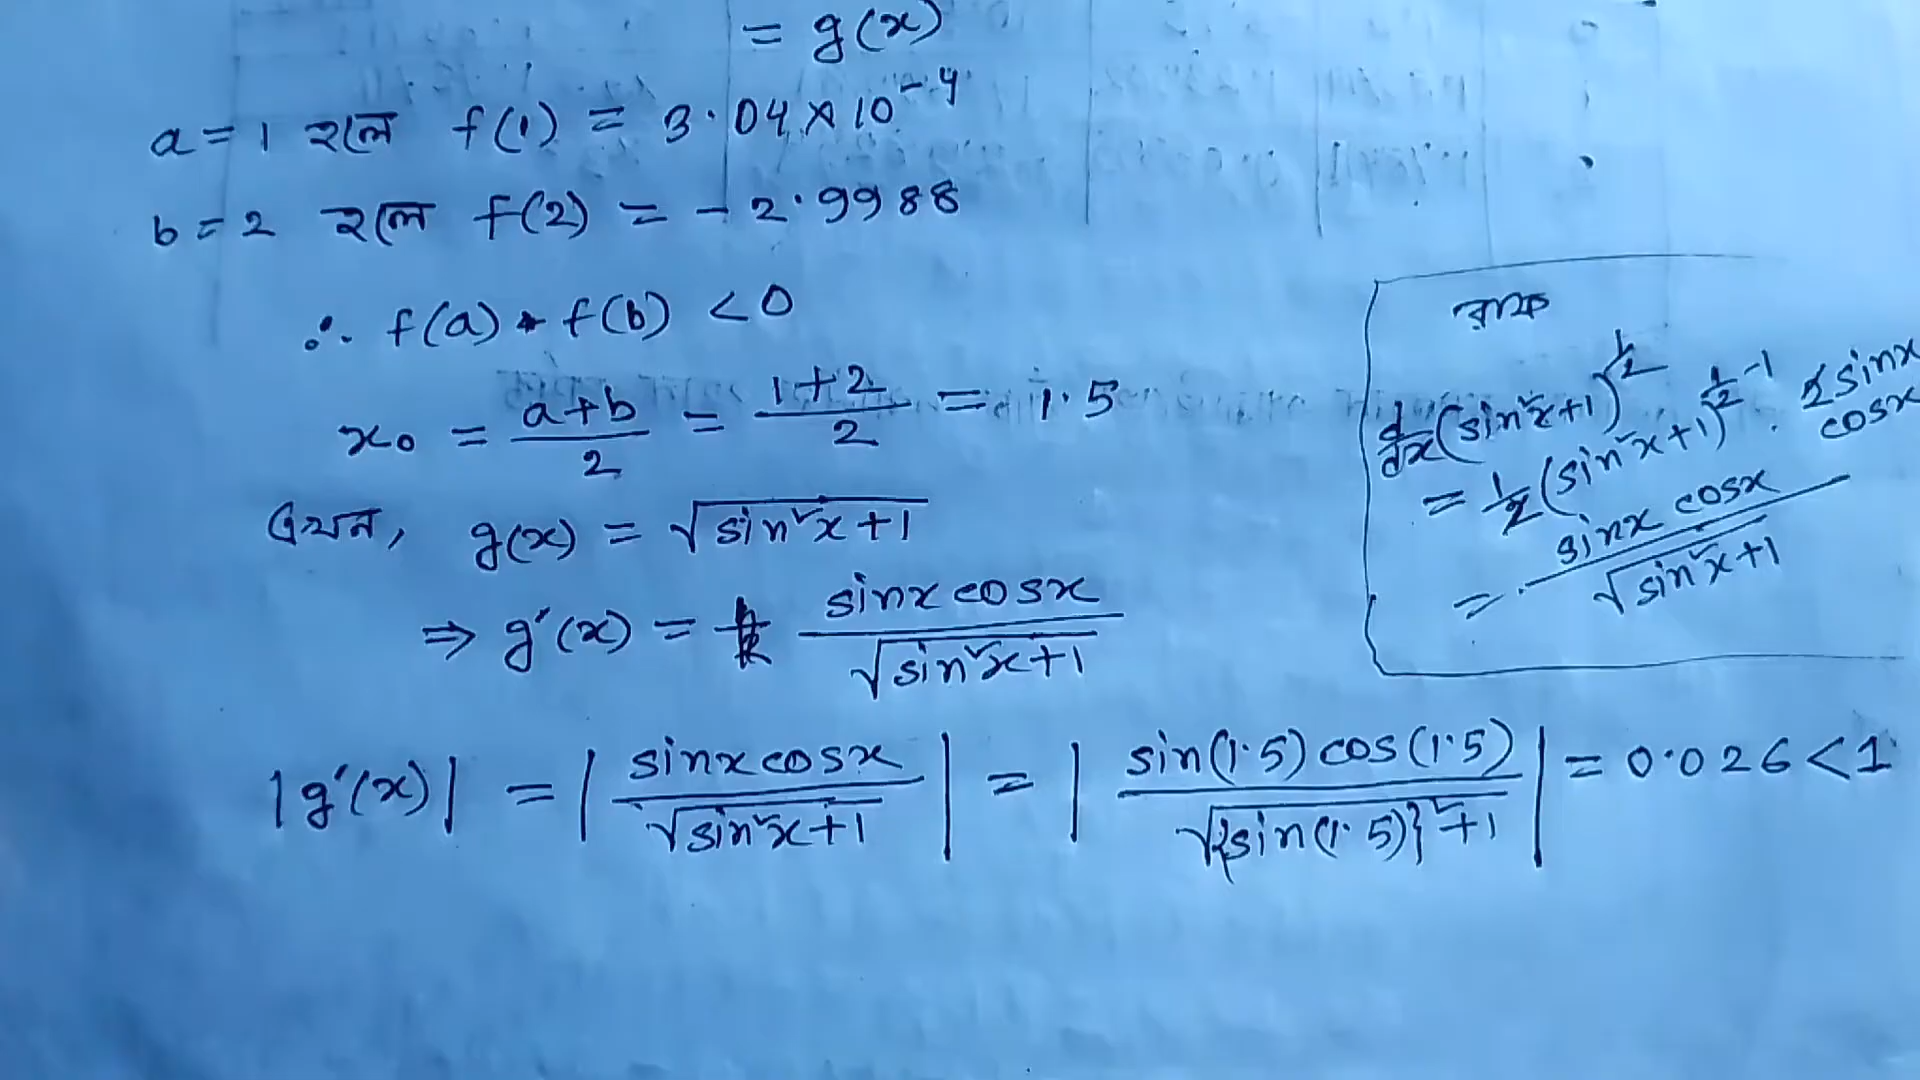 = g(x)
a = 1 হলে f(1) = 3.04 × 10^-4
b = 2 হলে f(2) = -2.9988
∴ f(a) * f(b) < 0
x₀ = (a+b)/2 = (1+2)/2 = 1.5
এখন, g(x) = √(sin²x+1)
⇒ g'(x) = sinx cosx / √(sin²x+1)
|g'(x)| = |sinx cosx / √(sin²x+1)| = |sin(1.5) cos(1.5) / √({sin(1.5)}²+1)| = 0.026 < 1
রাফ
d/dx (sin²x+1)^(1/2)
= 1/2 (sin²x+1)^(1/2 -1) . 2 sinx cosx
= sinx cosx / √(sin²x+1)